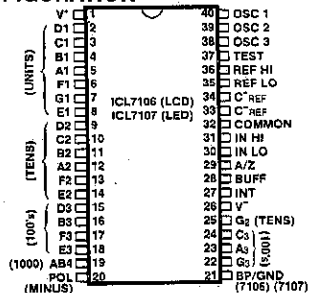 V+ 1
D1 2
C1 3
B1 4
A1 5
F1 6
G1 7
E1 8
(UNITS)
D2 9
C2 10
B2 11
A2 12
F2 13
E2 14
(TENS)
D3 15
B3 16
F3 17
E3 18
(100's)
(1000) AB4 19
POL 20
(MINUS)
ICL7106 (LCD)
ICL7107 (LED)
40 OSC 1
39 OSC 2
38 OSC 3
37 TEST
36 REF HI
35 REF LO
34 C+REF
33 C-REF
32 COMMON
31 IN HI
30 IN LO
29 A/Z
28 BUFF
27 INT
26 V-
25 G2 (TENS)
24 C3
23 A3
22 G3
(100's)
21 BP/GND
(7106) (7107)